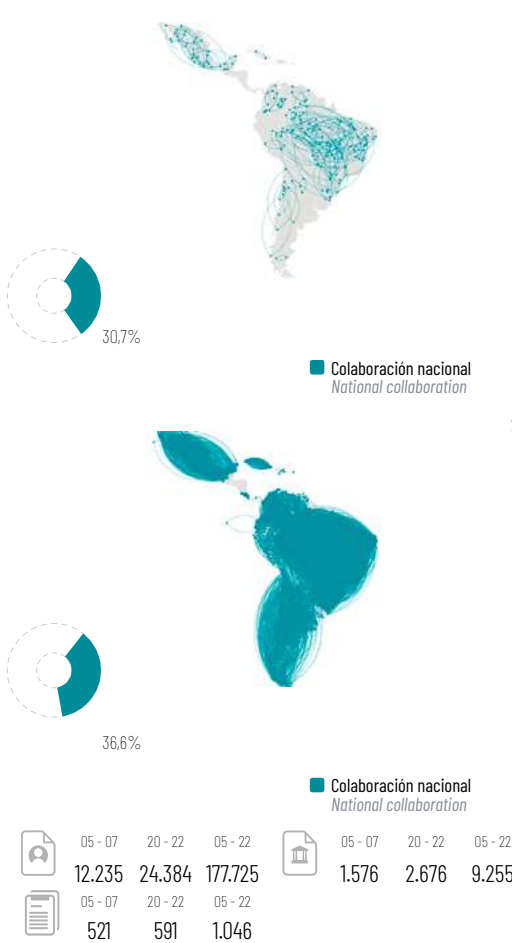 30,7%
Colaboración nacional
National collaboration
36,6%
Colaboración nacional
National collaboration
05 - 07 20 - 22 05 - 22 05 - 07 20 - 22 05 - 22
12.235 24.384 177.725 1.576 2.676 9.255
05 - 07 20 - 22 05 - 22
521 591 1.046